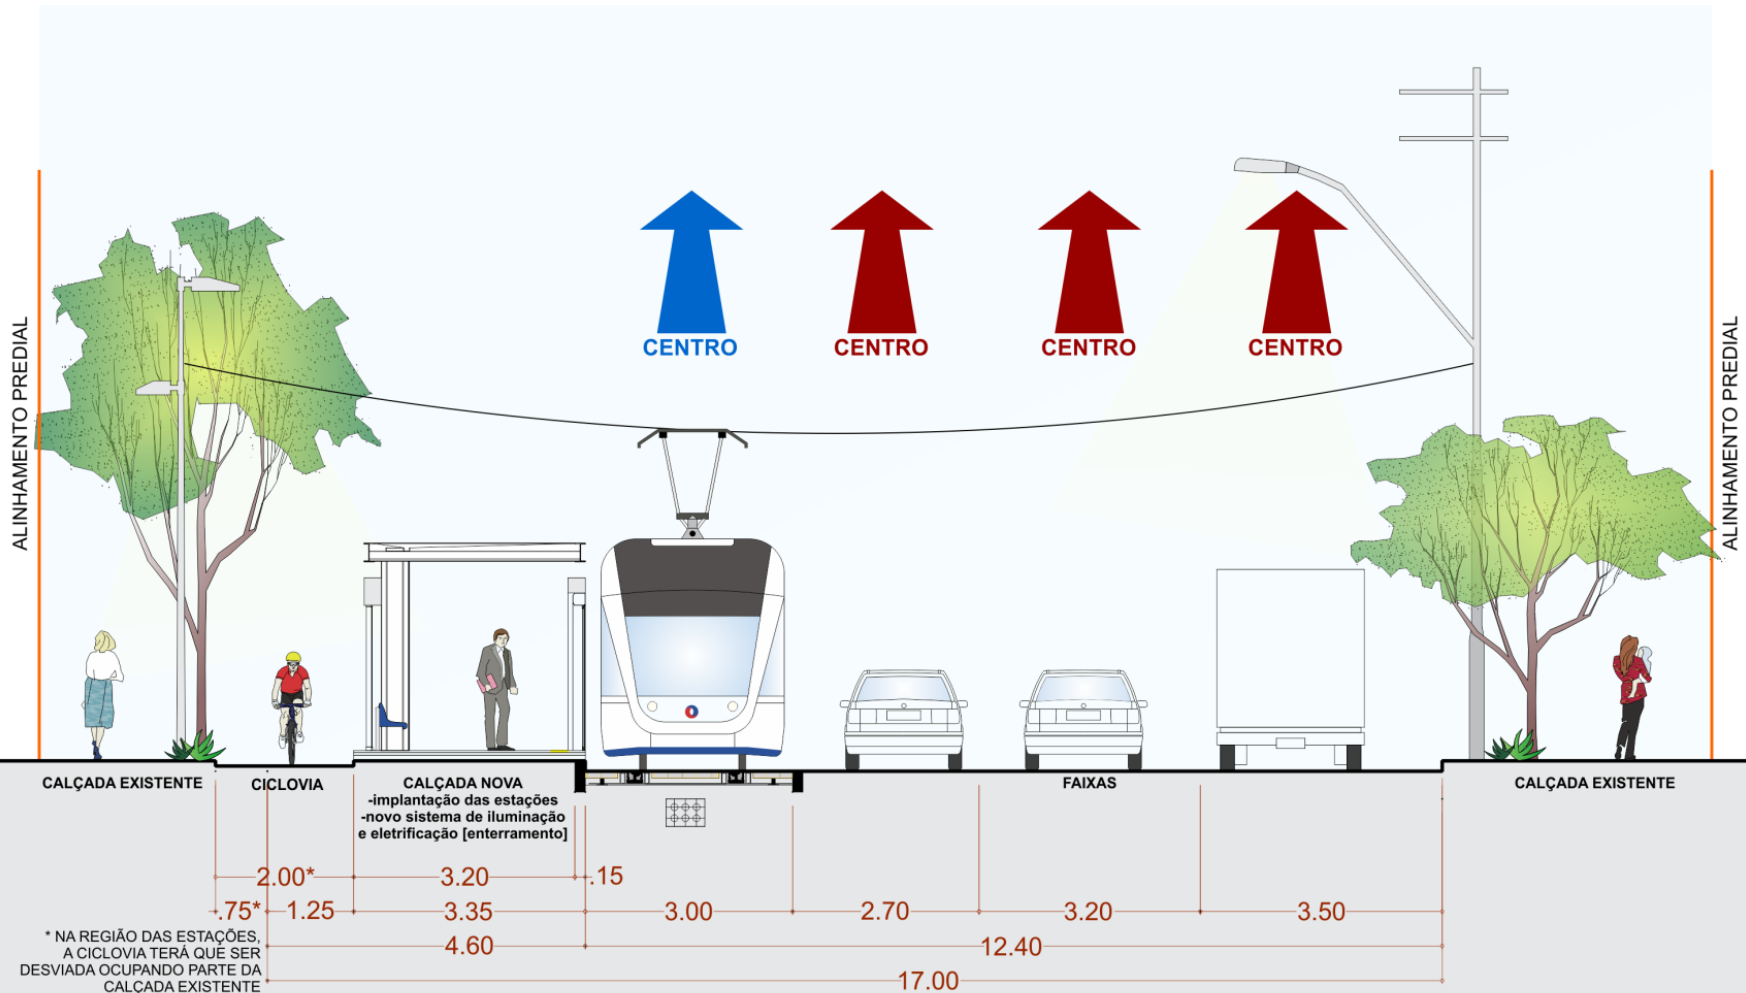 CENTRO
CENTRO
CENTRO
CENTRO
ALINHAMENTO PREDIAL
ALINHAMENTO PREDIAL
CALÇADA EXISTENTE
CICLOVIA
CALÇADA NOVA
-implantação das estações
-novo sistema de iluminação
e eletrificação [enterramento]
FAIXAS
CALÇADA EXISTENTE
2.00*
3.20
.15
.75*
1.25
3.35
3.00
2.70
3.20
3.50
4.60
12.40
17.00
* NA REGIÃO DAS ESTAÇÕES,
A CICLOVIA TERÁ QUE SER
DESVIADA OCUPANDO PARTE DA
CALÇADA EXISTENTE